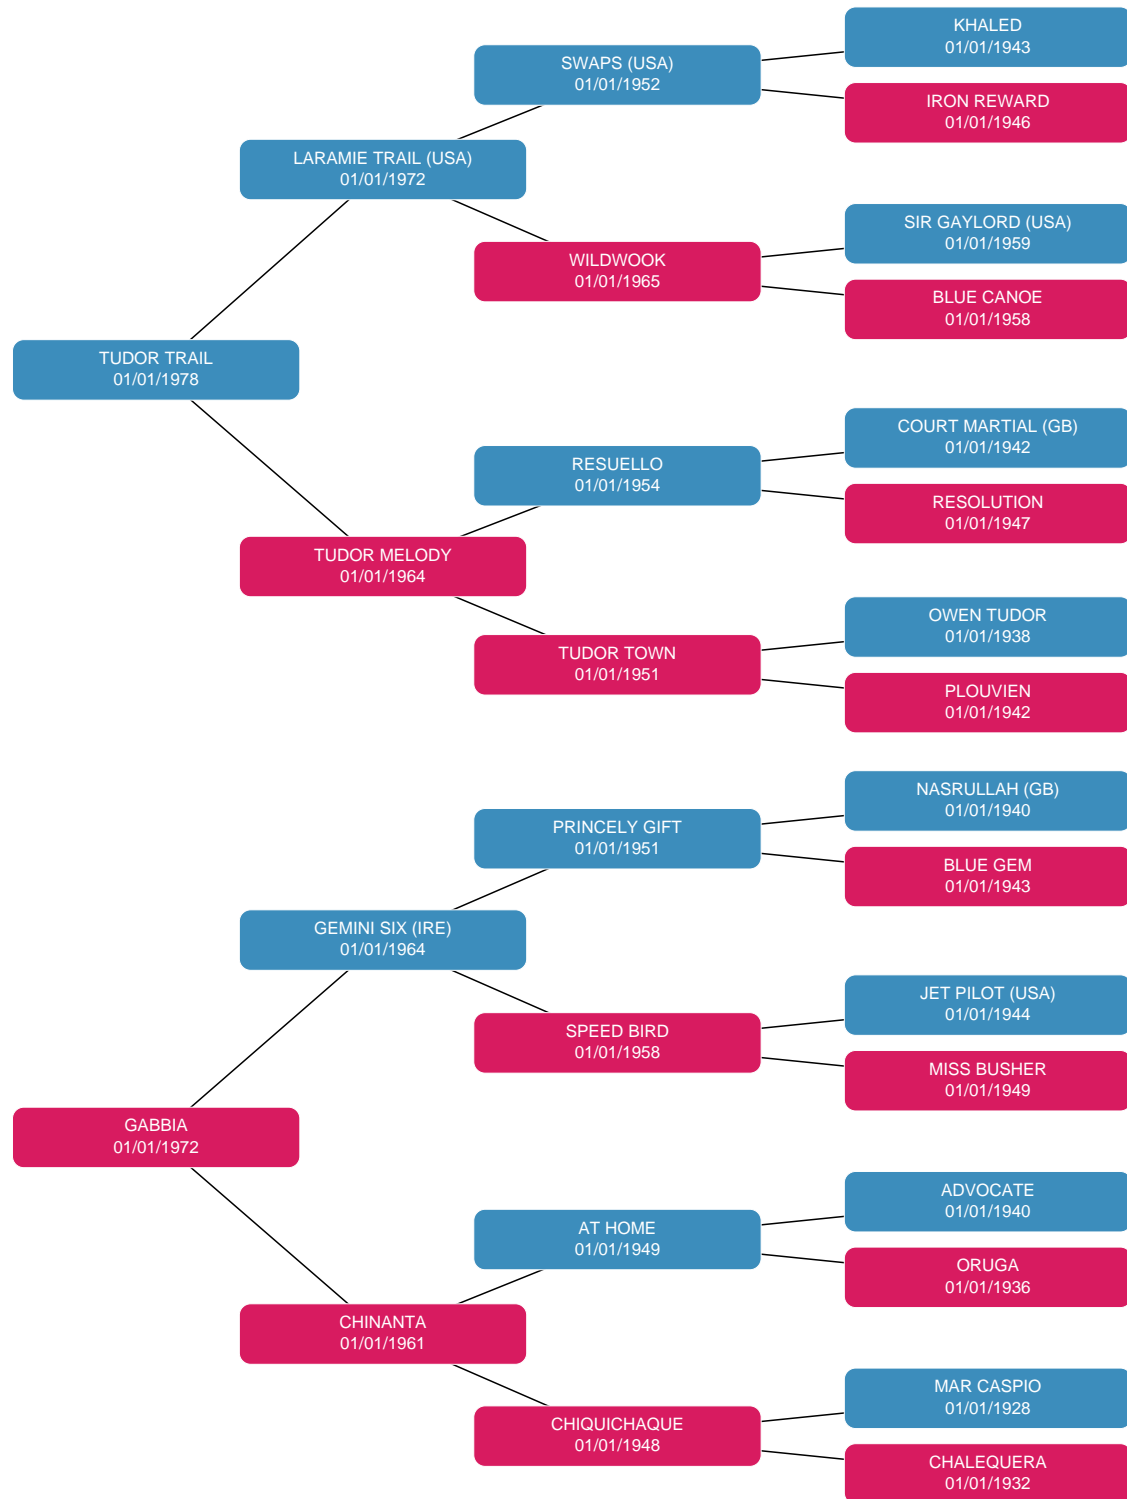 KHALED
01/01/1943
SWAPS (USA)
01/01/1952
IRON REWARD
01/01/1946
LARAMIE TRAIL (USA)
01/01/1972
SIR GAYLORD (USA)
01/01/1959
WILDWOOK
01/01/1965
BLUE CANOE
01/01/1958
TUDOR TRAIL
01/01/1978
COURT MARTIAL (GB)
01/01/1942
RESUELLO
01/01/1954
RESOLUTION
01/01/1947
TUDOR MELODY
01/01/1964
OWEN TUDOR
01/01/1938
TUDOR TOWN
01/01/1951
PLOUVIEN
01/01/1942
NASRULLAH (GB)
01/01/1940
PRINCELY GIFT
01/01/1951
BLUE GEM
01/01/1943
GEMINI SIX (IRE)
01/01/1964
JET PILOT (USA)
01/01/1944
SPEED BIRD
01/01/1958
MISS BUSHER
01/01/1949
GABBIA
01/01/1972
ADVOCATE
01/01/1940
AT HOME
01/01/1949
ORUGA
01/01/1936
CHINANTA
01/01/1961
MAR CASPIO
01/01/1928
CHIQUICHAQUE
01/01/1948
CHALEQUERA
01/01/1932